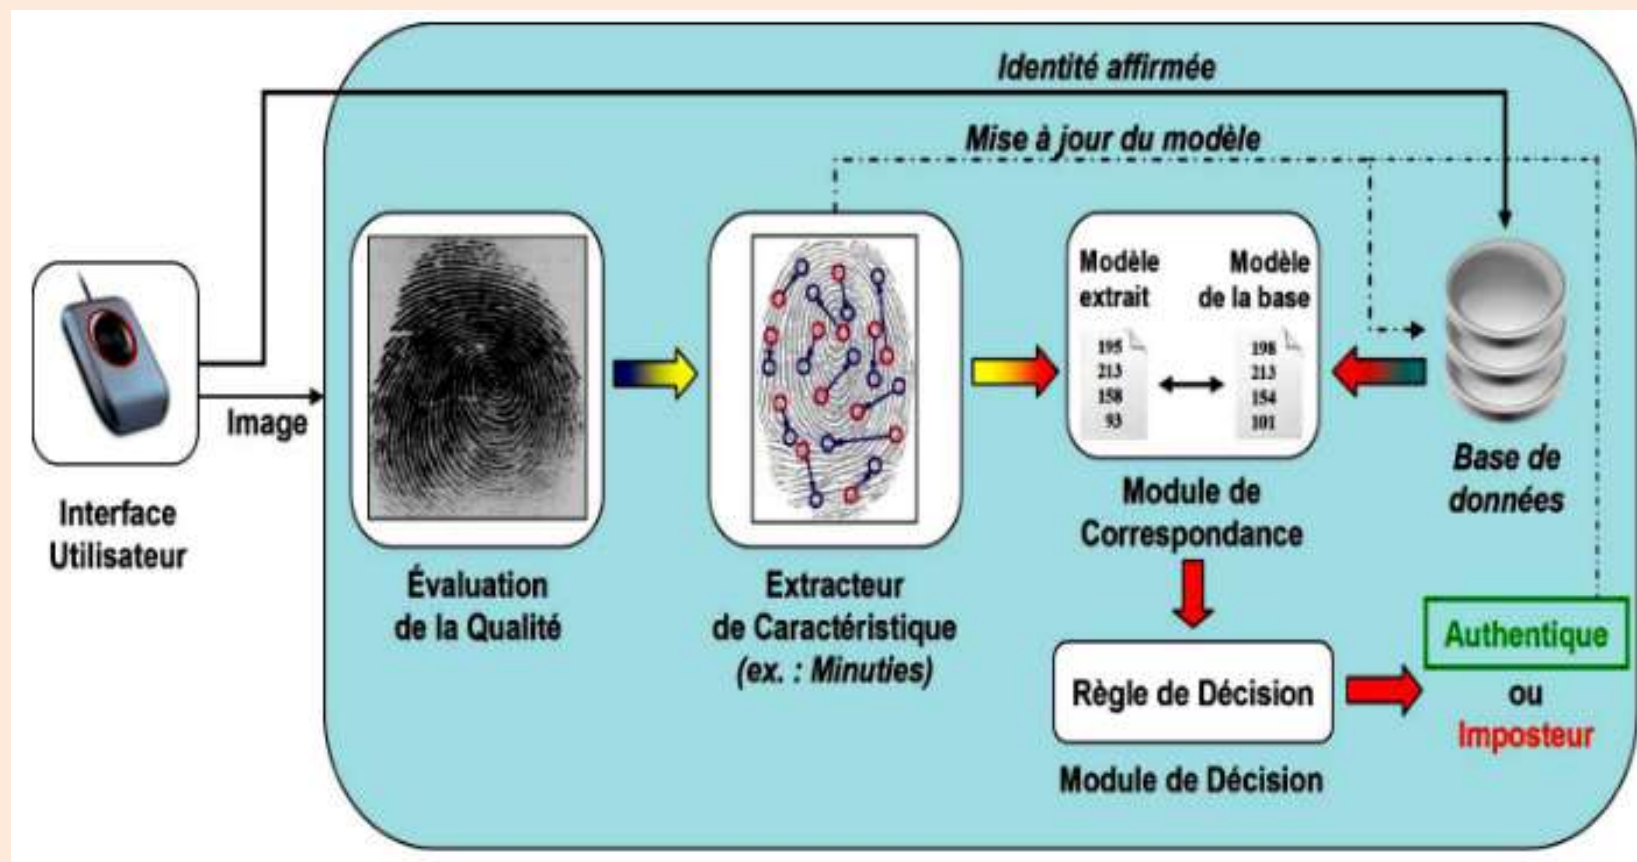 Identité affirmée
Mise à jour du modèle
Image
Interface
Utilisateur
Évaluation
de la Qualité
Extracteur
de Caractéristique
(ex. : Minuties)
Modèle
extrait
195
213
158
93
Modèle
de la base
198
213
154
101
Module de
Correspondance
Base de
données
Règle de Décision
Module de Décision
Authentique
ou
Imposteur